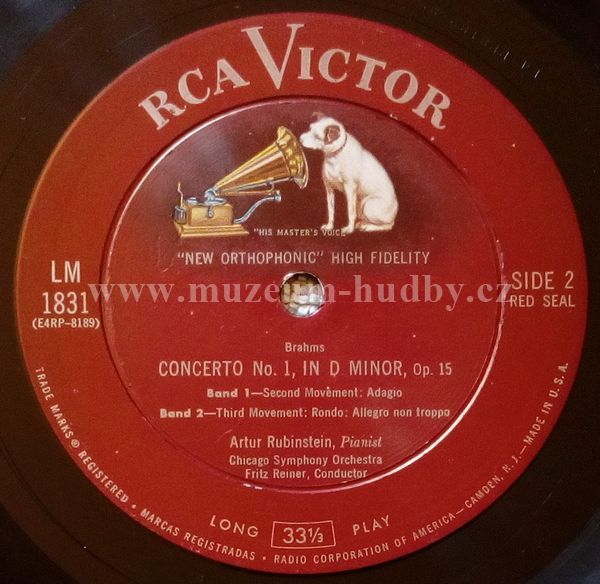 RCA VICTOR
"HIS MASTER'S VOICE"
"NEW ORTHOPHONIC" HIGH FIDELITY
LM
1831
(E4RP-8189)
SIDE 2
RED SEAL
www.muzeum-hudby.cz
Brahms
CONCERTO No. 1, IN D MINOR, Op. 15
Band 1—Second Movement: Adagio
Band 2—Third Movement: Rondo: Allegro non troppo
Artur Rubinstein, Pianist
Chicago Symphony Orchestra
Fritz Reiner, Conductor
LONG 33⅓ PLAY
TRADE MARKS ® REGISTERED • MARCAS REGISTRADAS • RADIO CORPORATION OF AMERICA—CAMDEN, N. J.—MADE IN U.S.A.